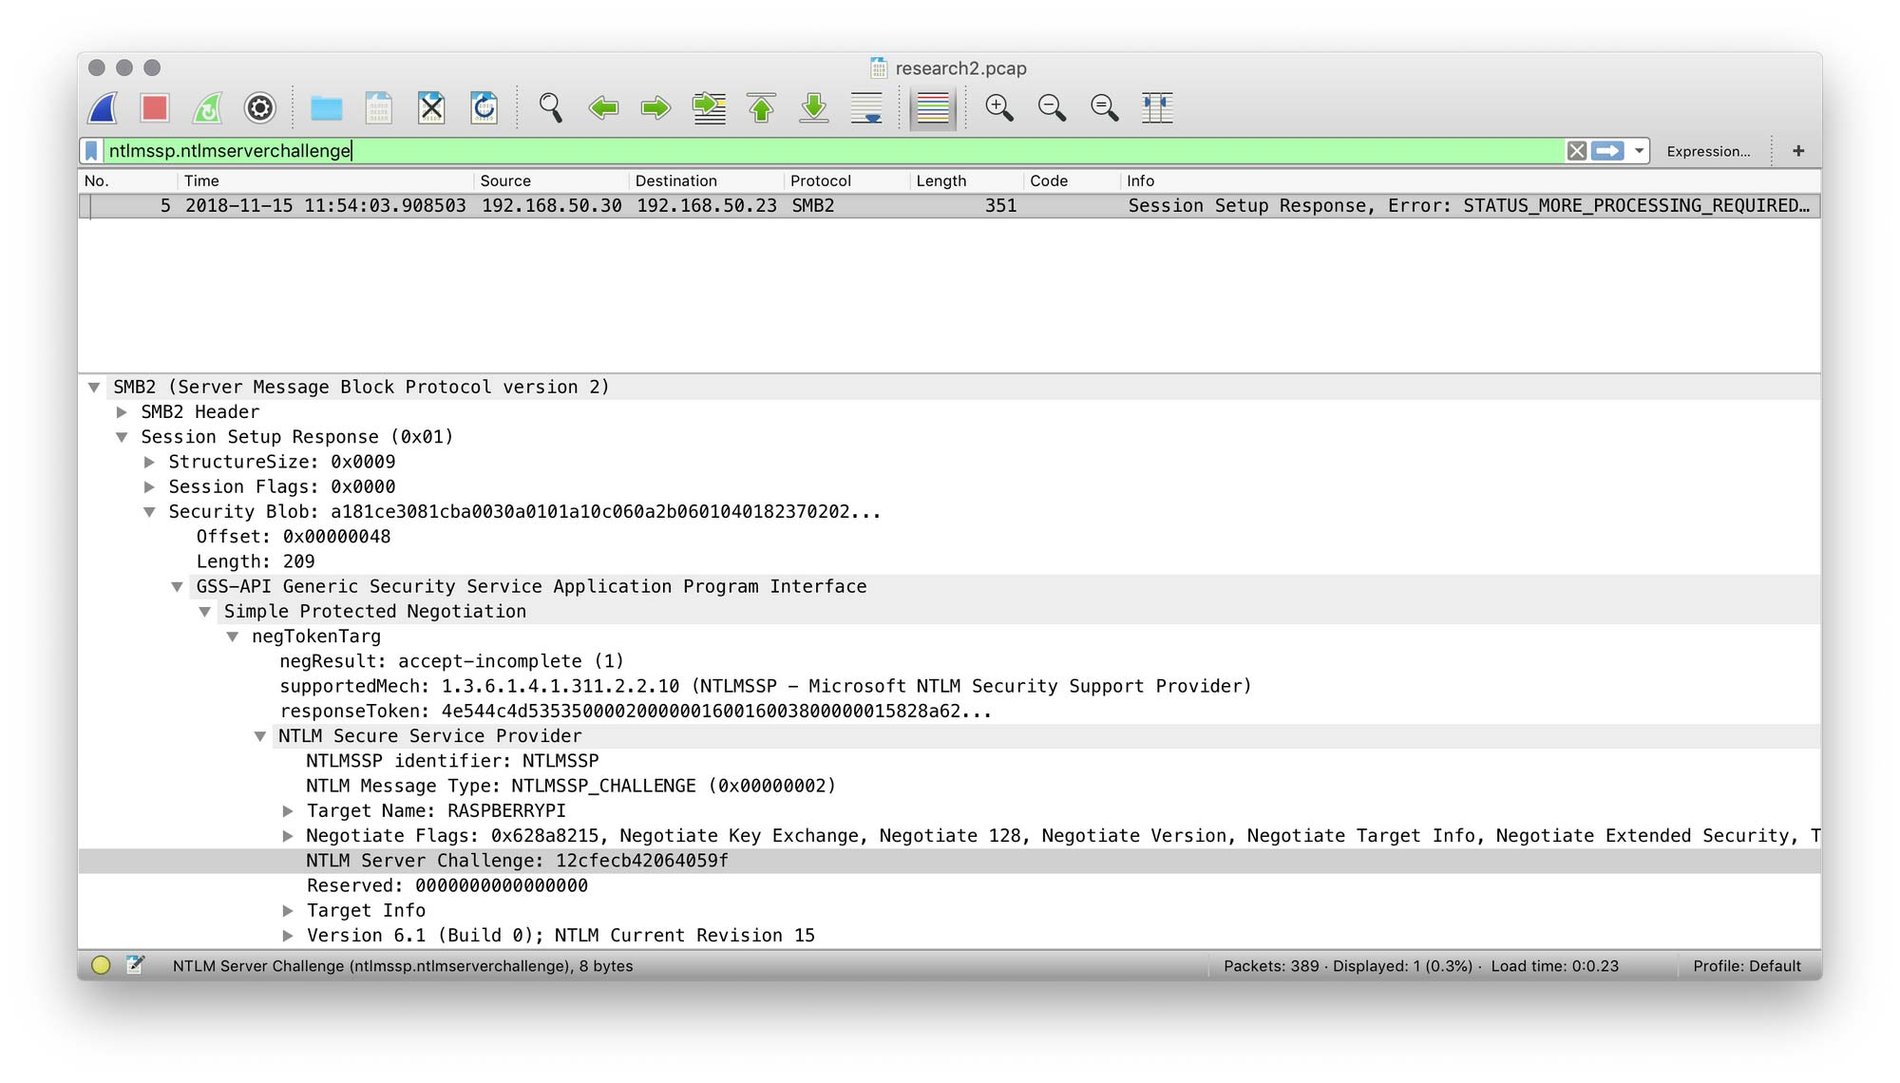 research2.pcap
ntlmssp.ntlmserverchallenge
Expression... +
No. Time Source Destination Protocol Length Code Info
5 2018-11-15 11:54:03.908503 192.168.50.30 192.168.50.23 SMB2 351 Session Setup Response, Error: STATUS_MORE_PROCESSING_REQUIRED…
SMB2 (Server Message Block Protocol version 2)
SMB2 Header
Session Setup Response (0x01)
StructureSize: 0x0009
Session Flags: 0x0000
Security Blob: a181ce3081cba0030a0101a10c060a2b0601040182370202...
Offset: 0x00000048
Length: 209
GSS-API Generic Security Service Application Program Interface
Simple Protected Negotiation
negTokenTarg
negResult: accept-incomplete (1)
supportedMech: 1.3.6.1.4.1.311.2.2.10 (NTLMSSP - Microsoft NTLM Security Support Provider)
responseToken: 4e544c4d5353500002000000160016003800000015828a62...
NTLM Secure Service Provider
NTLMSSP identifier: NTLMSSP
NTLM Message Type: NTLMSSP_CHALLENGE (0x00000002)
Target Name: RASPBERRYPI
Negotiate Flags: 0x628a8215, Negotiate Key Exchange, Negotiate 128, Negotiate Version, Negotiate Target Info, Negotiate Extended Security, T
NTLM Server Challenge: 12cfecb42064059f
Reserved: 0000000000000000
Target Info
Version 6.1 (Build 0); NTLM Current Revision 15
NTLM Server Challenge (ntlmssp.ntlmserverchallenge), 8 bytes Packets: 389 · Displayed: 1 (0.3%) · Load time: 0:0.23 Profile: Default